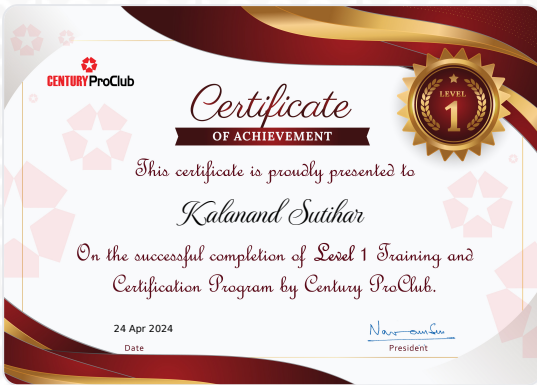 CENTURY ProClub
Certificate
OF ACHIEVEMENT
LEVEL
1
This certificate is proudly presented to
Kalanand Sutihar
On the successful completion of Level 1 Training and
Certification Program by Century ProClub.
24 Apr 2024
Date
President